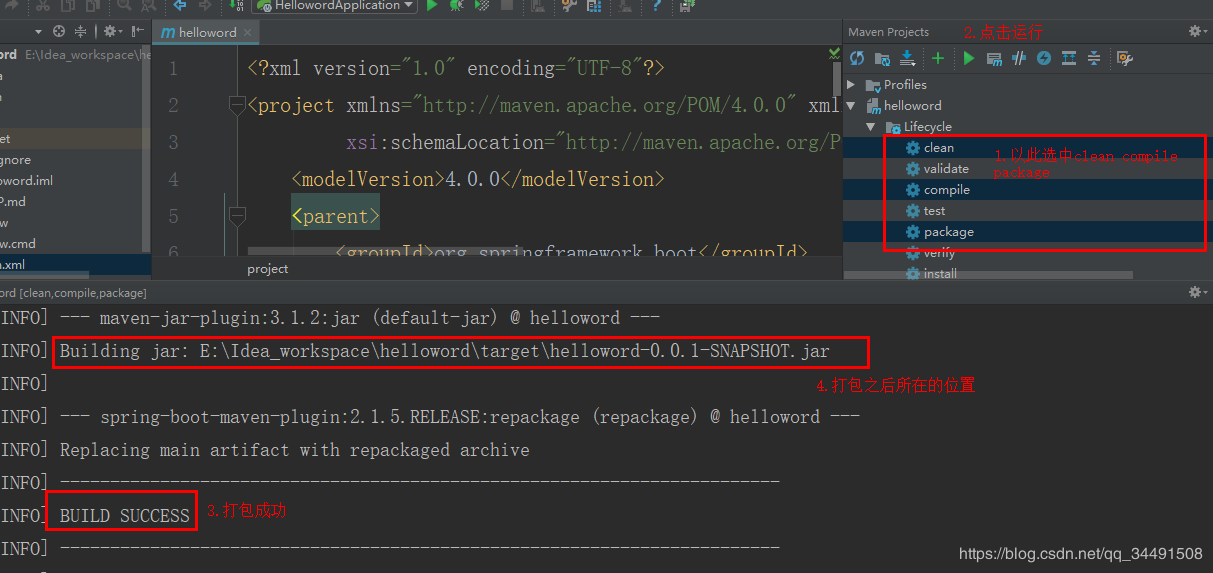 HellowordApplication
ord E:\Idea_workspace\he
et
gnore
oword.iml
P.md
w
w.cmd
.xml
helloword
1 <?xml version="1.0" encoding="UTF-8"?>
2 <project xmlns="http://maven.apache.org/POM/4.0.0" xml
3 xsi:schemaLocation="http://maven.apache.org/P
4 <modelVersion>4.0.0</modelVersion>
5 <parent>
6 <groupId>org.springframework.boot</groupId>
project
Maven Projects
2.点击运行
Profiles
helloword
Lifecycle
clean
validate
compile
test
package
verify
install
1.以此选中clean compile
package
ord [clean,compile,package]
INFO] --- maven-jar-plugin:3.1.2:jar (default-jar) @ helloword ---
INFO] Building jar: E:\Idea_workspace\helloword\target\helloword-0.0.1-SNAPSHOT.jar
INFO]
4.打包之后所在的位置
INFO] --- spring-boot-maven-plugin:2.1.5.RELEASE:repackage (repackage) @ helloword ---
INFO] Replacing main artifact with repackaged archive
INFO] ------------------------------------------------------------------------
INFO] BUILD SUCCESS
3.打包成功
INFO] ------------------------------------------------------------------------
https://blog.csdn.net/qq_34491508